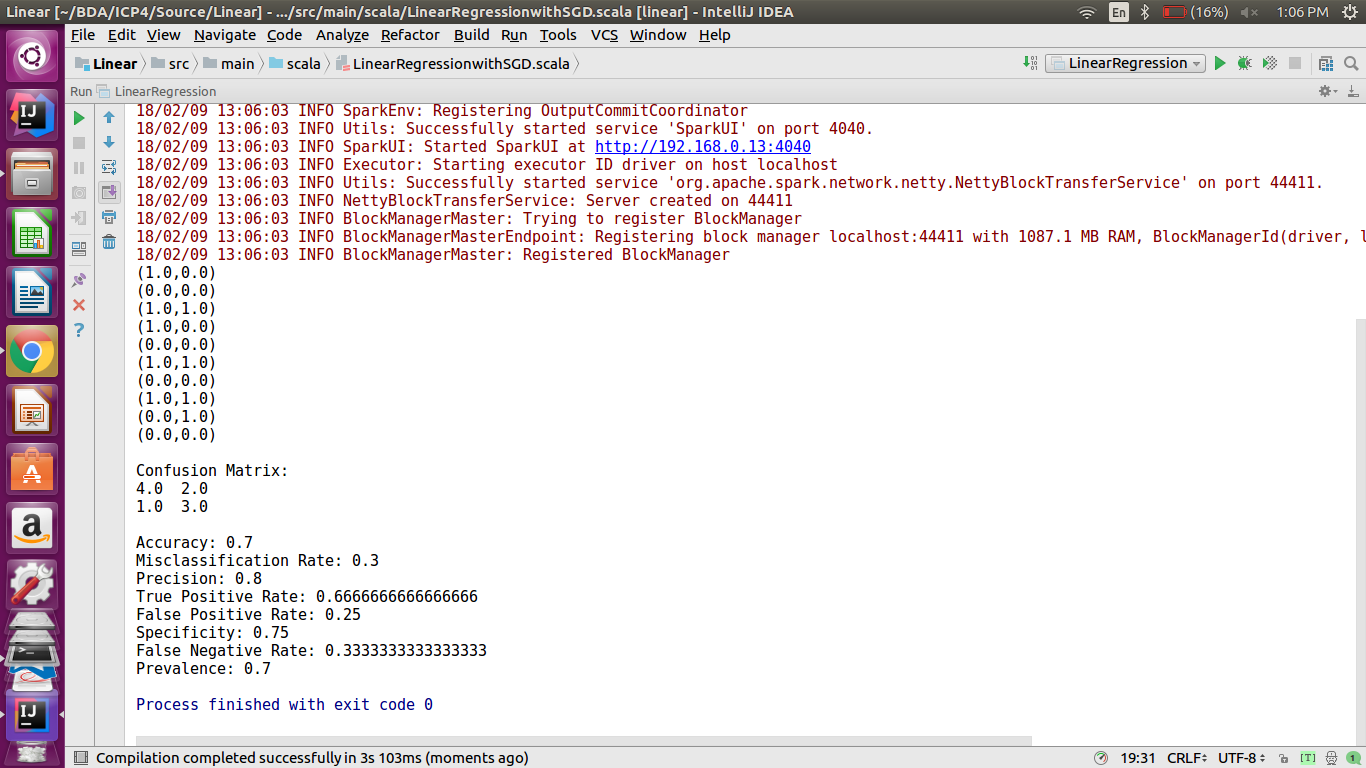 Linear [~/BDA/ICP4/Source/Linear] - .../src/main/scala/LinearRegressionwithSGD.scala [linear] - IntelliJ IDEA
En (16%) 1:06 PM
File Edit View Navigate Code Analyze Refactor Build Run Tools VCS Window Help
Linear src main scala LinearRegressionwithSGD.scala LinearRegression
Run LinearRegression
18/02/09 13:06:03 INFO SparkEnv: Registering OutputCommitCoordinator
18/02/09 13:06:03 INFO Utils: Successfully started service 'SparkUI' on port 4040.
18/02/09 13:06:03 INFO SparkUI: Started SparkUI at http://192.168.0.13:4040
18/02/09 13:06:03 INFO Executor: Starting executor ID driver on host localhost
18/02/09 13:06:03 INFO Utils: Successfully started service 'org.apache.spark.network.netty.NettyBlockTransferService' on port 44411.
18/02/09 13:06:03 INFO NettyBlockTransferService: Server created on 44411
18/02/09 13:06:03 INFO BlockManagerMaster: Trying to register BlockManager
18/02/09 13:06:03 INFO BlockManagerMasterEndpoint: Registering block manager localhost:44411 with 1087.1 MB RAM, BlockManagerId(driver, l
18/02/09 13:06:03 INFO BlockManagerMaster: Registered BlockManager
(1.0,0.0)
(0.0,0.0)
(1.0,1.0)
(1.0,0.0)
(0.0,0.0)
(1.0,1.0)
(0.0,0.0)
(1.0,1.0)
(0.0,1.0)
(0.0,0.0)
Confusion Matrix:
4.0 2.0
1.0 3.0
Accuracy: 0.7
Misclassification Rate: 0.3
Precision: 0.8
True Positive Rate: 0.6666666666666666
False Positive Rate: 0.25
Specificity: 0.75
False Negative Rate: 0.3333333333333333
Prevalence: 0.7
Process finished with exit code 0
Compilation completed successfully in 3s 103ms (moments ago) 19:31 CRLF UTF-8 [T] 1